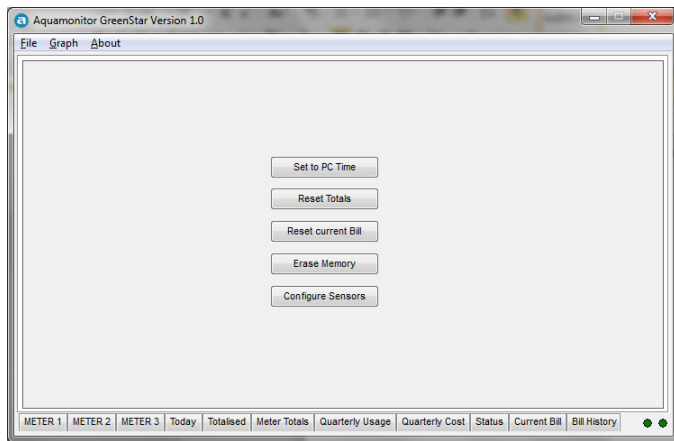 Aquamonitor GreenStar Version 1.0
File Graph About
Set to PC Time
Reset Totals
Reset current Bill
Erase Memory
Configure Sensors
METER 1 METER 2 METER 3 Today Totalised Meter Totals Quarterly Usage Quarterly Cost Status Current Bill Bill History